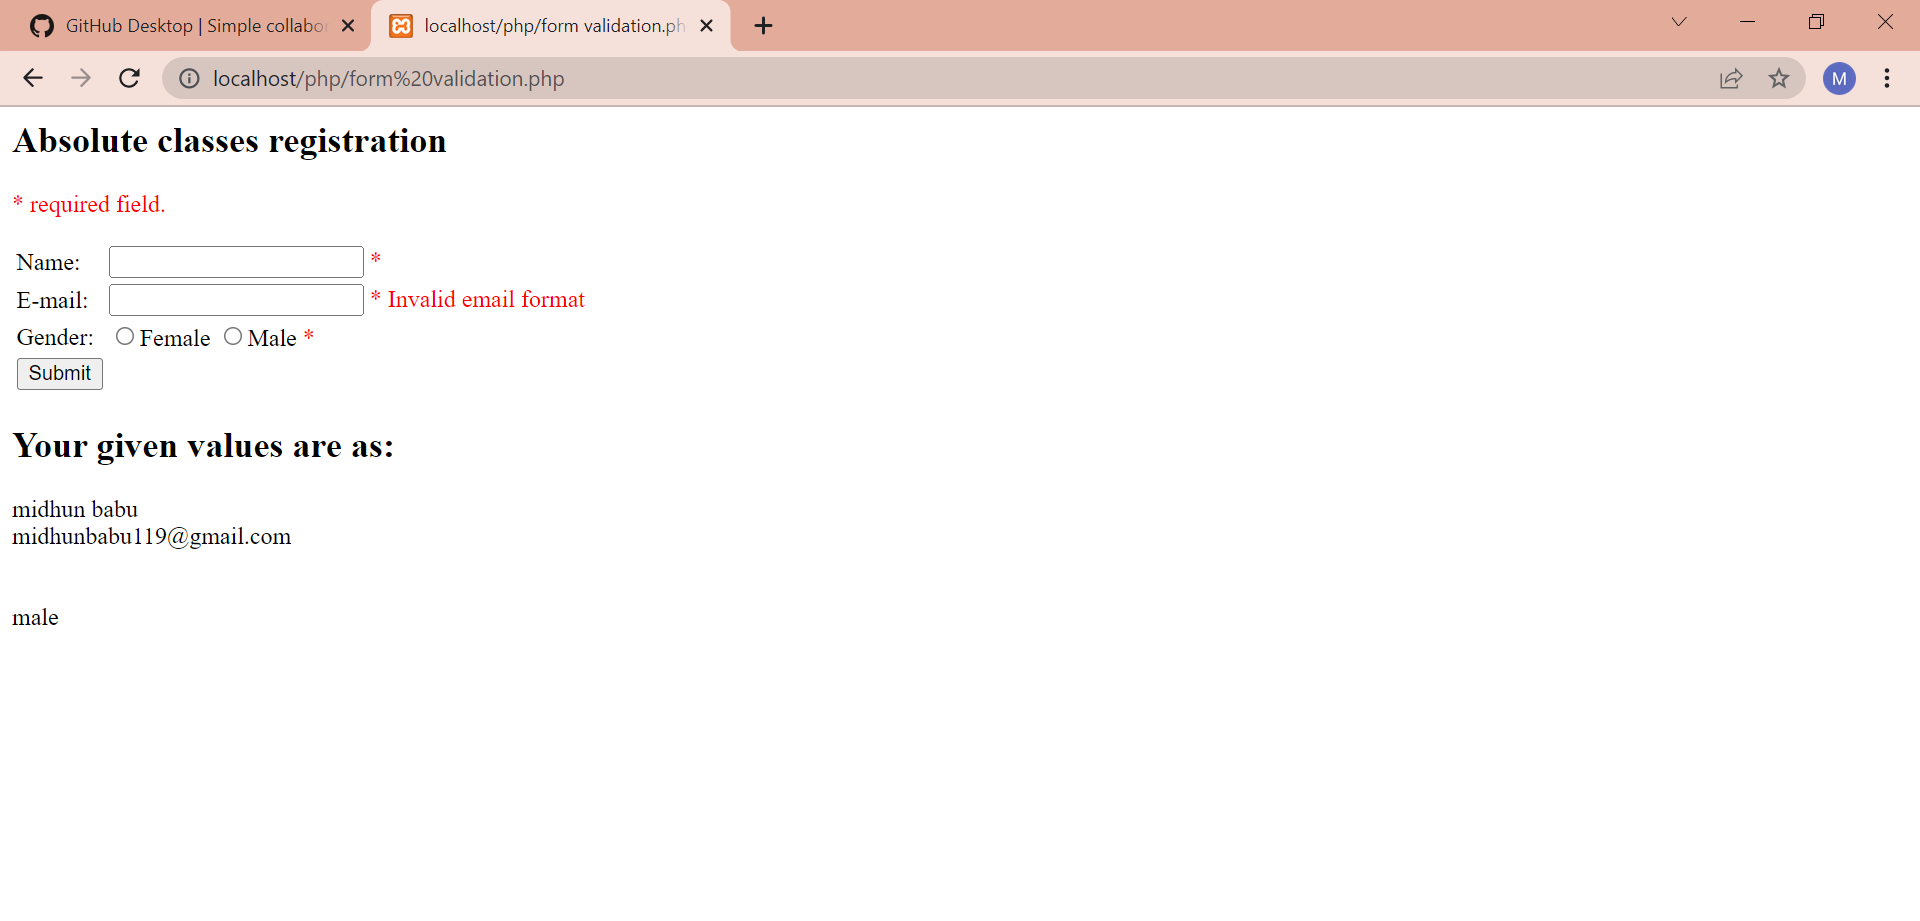 GitHub Desktop | Simple collabo
localhost/php/form validation.ph
localhost/php/form%20validation.php
M
Absolute classes registration
* required field.
Name: *
E-mail: * Invalid email format
Gender: Female Male *
Submit
Your given values are as:
midhun babu
midhunbabu119@gmail.com
male